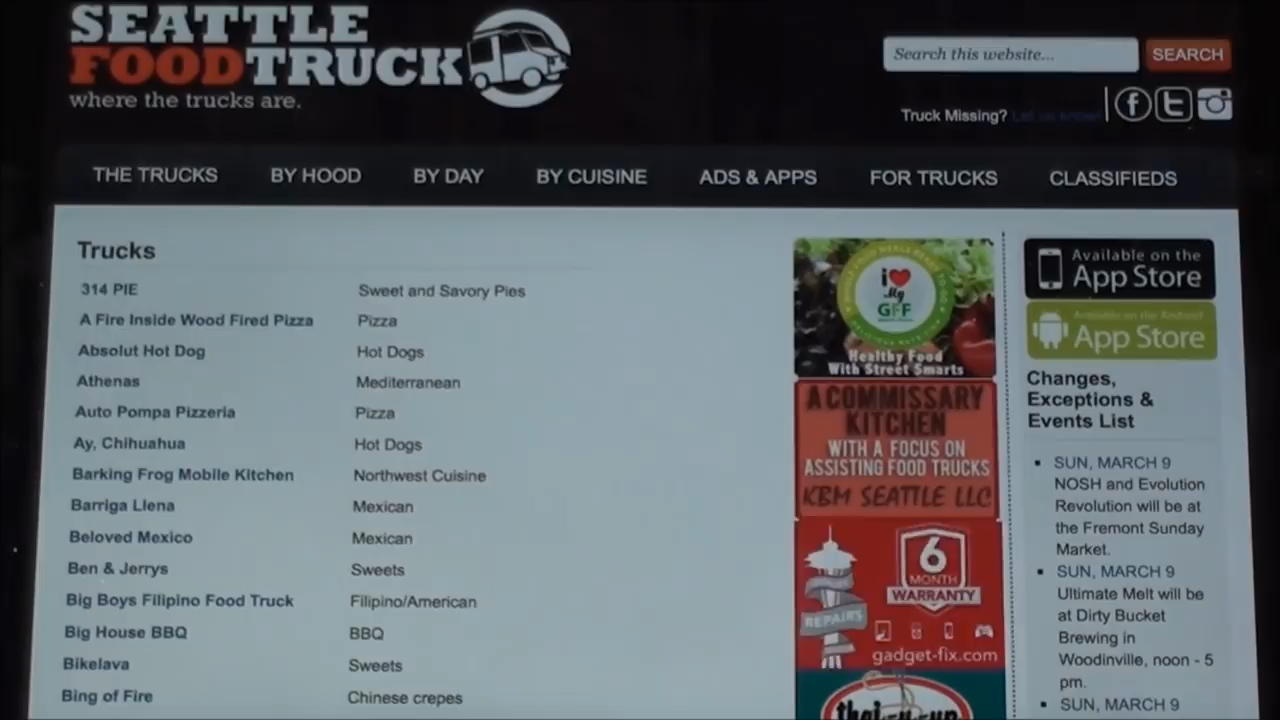 SEATTLE
FOODTRUCK
where the trucks are.
Search this website...
SEARCH
Truck Missing?
THE TRUCKS BY HOOD BY DAY BY CUISINE ADS & APPS FOR TRUCKS CLASSIFIEDS
Trucks
314 PIE Sweet and Savory Pies
A Fire Inside Wood Fired Pizza Pizza
Absolut Hot Dog Hot Dogs
Athenas Mediterranean
Auto Pompa Pizzeria Pizza
Ay, Chihuahua Hot Dogs
Barking Frog Mobile Kitchen Northwest Cuisine
Barriga Llena Mexican
Beloved Mexico Mexican
Ben & Jerrys Sweets
Big Boys Filipino Food Truck Filipino/American
Big House BBQ BBQ
Bikelava Sweets
Bing of Fire Chinese crepes
i
My
GFF
Healthy Food
With Street Smarts
A COMMISSARY
KITCHEN
WITH A FOCUS ON
ASSISTING FOOD TRUCKS
KBM SEATTLE LLC
6
MONTH
WARRANTY
REPAIRS
gadget-fix.com
thai-u-up
Available on the
App Store
Available on the Android
App Store
Changes,
Exceptions &
Events List
SUN, MARCH 9
NOSH and Evolution
Revolution will be at
the Fremont Sunday
Market.
SUN, MARCH 9
Ultimate Melt will be
at Dirty Bucket
Brewing in
Woodinville, noon - 5
pm.
SUN, MARCH 9